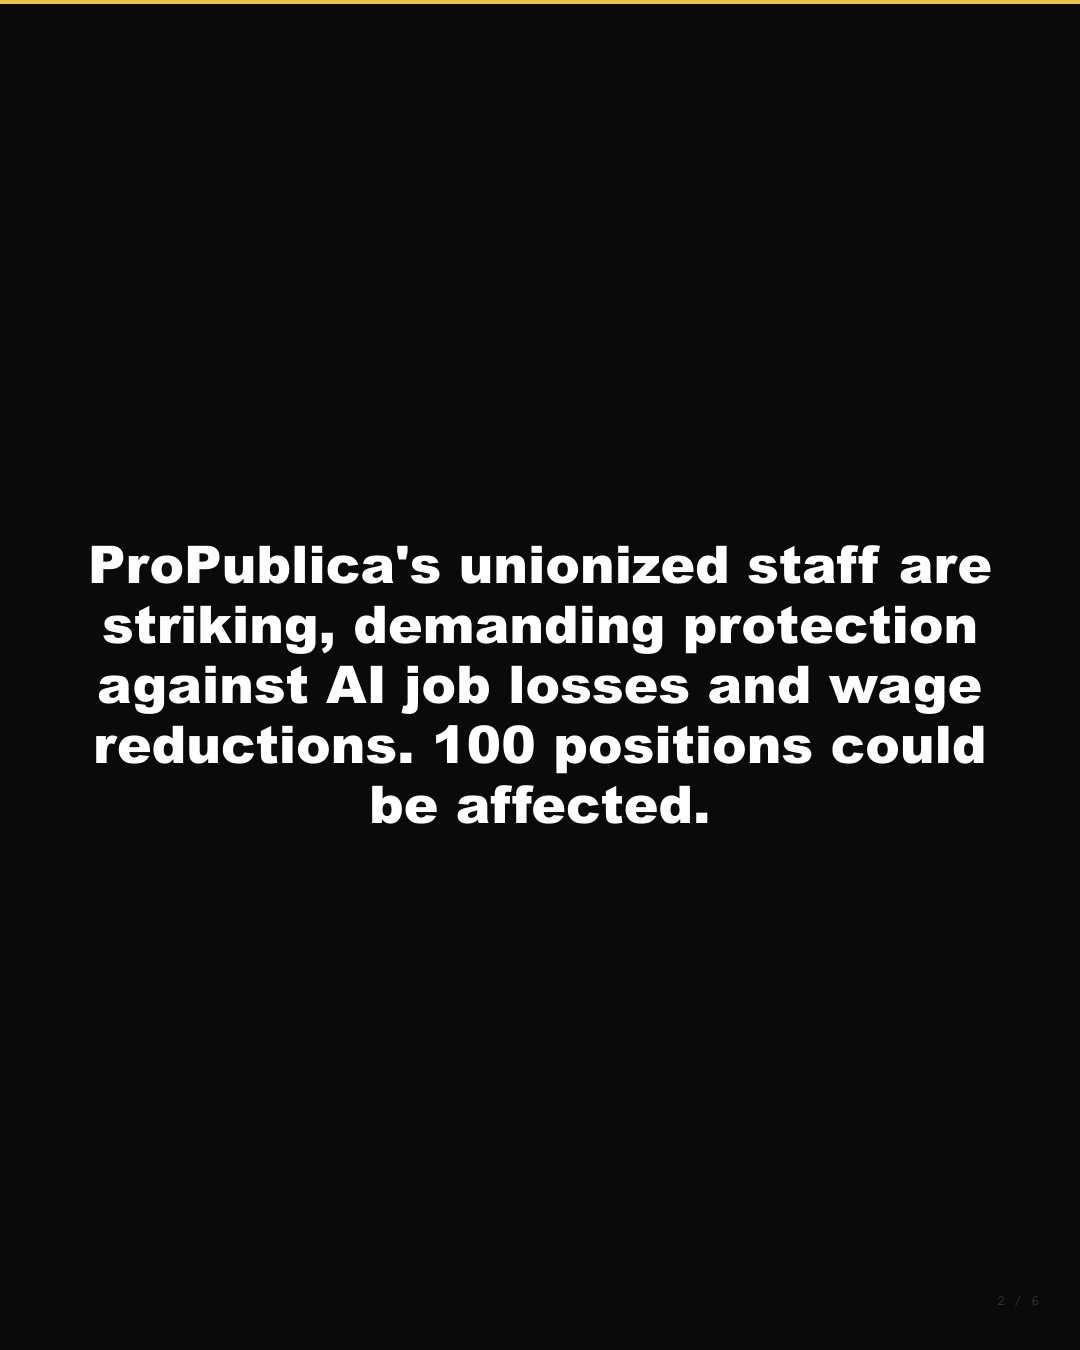 ProPublica's unionized staff are
striking, demanding protection
against AI job losses and wage
reductions. 100 positions could
be affected.
2 / 6